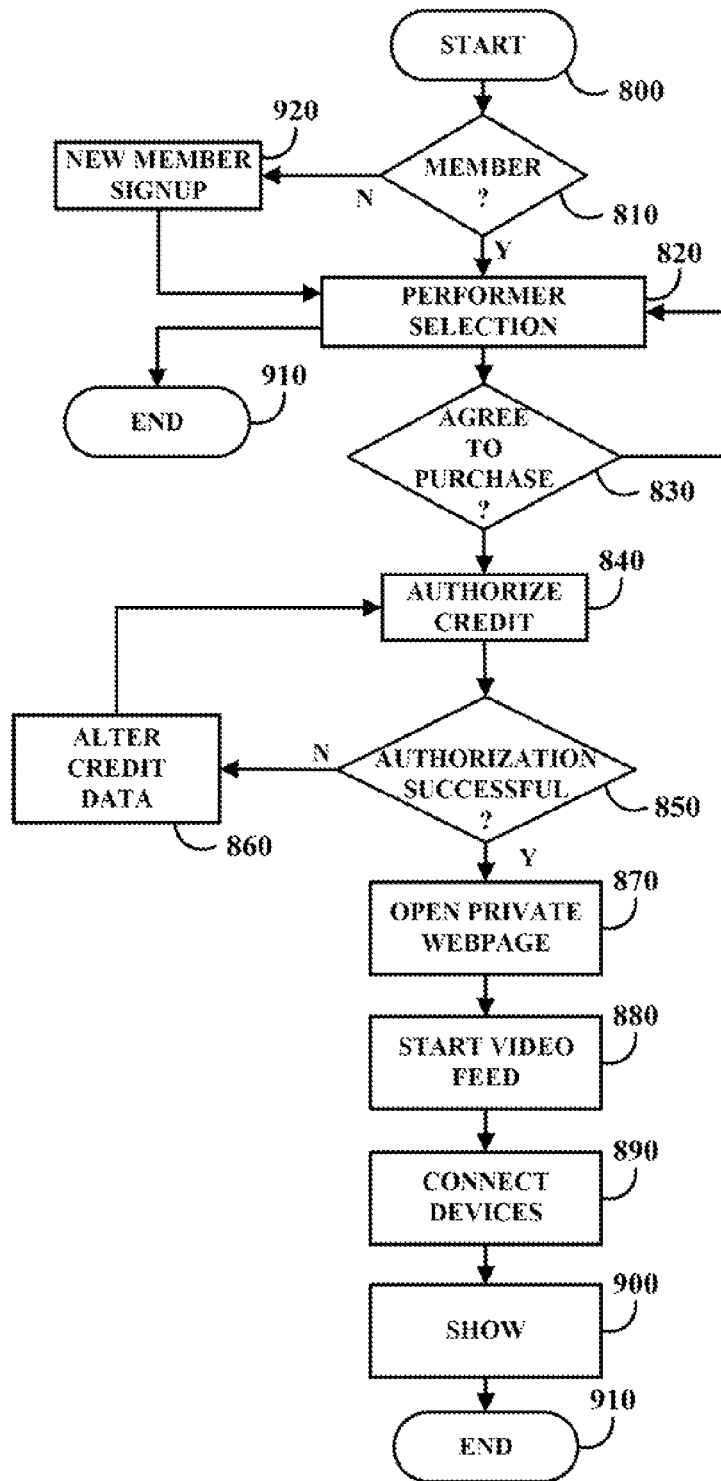 START
800
920
NEW MEMBER
SIGNUP
MEMBER
?
N
810
Y
820
PERFORMER
SELECTION
910
END
AGREE
TO
PURCHASE
?
830
840
AUTHORIZE
CREDIT
ALTER
CREDIT
DATA
860
N
AUTHORIZATION
SUCCESSFUL
?
850
Y
870
OPEN PRIVATE
WEBPAGE
880
START VIDEO
FEED
890
CONNECT
DEVICES
900
SHOW
910
END